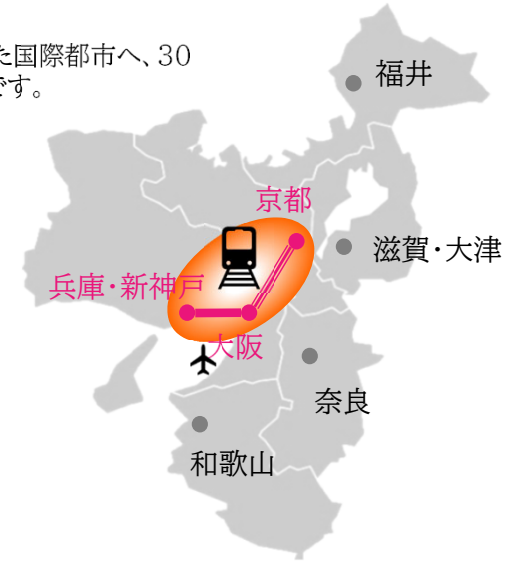 た国際都市へ、30
です。
福井
京都
滋賀・大津
兵庫・新神戸
大阪
奈良
和歌山